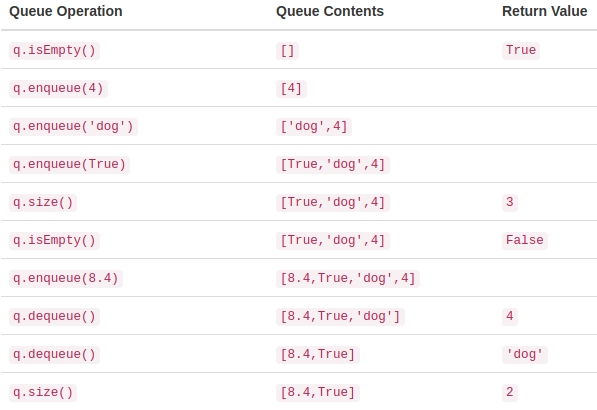 Queue Operation Queue Contents Return Value
q.isEmpty() [] True
q.enqueue(4) [4]
q.enqueue('dog') ['dog',4]
q.enqueue(True) [True,'dog',4]
q.size() [True,'dog',4] 3
q.isEmpty() [True,'dog',4] False
q.enqueue(8.4) [8.4,True,'dog',4]
q.dequeue() [8.4,True,'dog'] 4
q.dequeue() [8.4,True] 'dog'
q.size() [8.4,True] 2